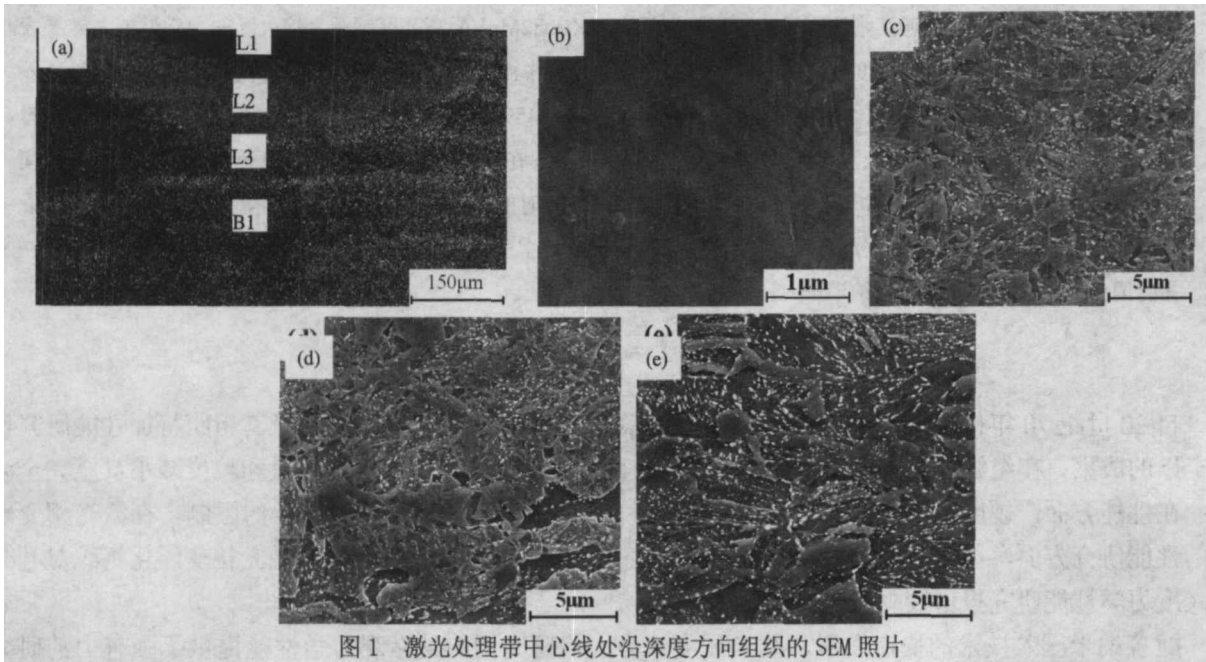 (a)
L1
L2
L3
B1
150μm
(b)
1μm
(c)
5μm
(d)
(d)
5μm
(e)
(e)
5μm
图 1 激光处理带中心线处沿深度方向组织的 SEM 照片